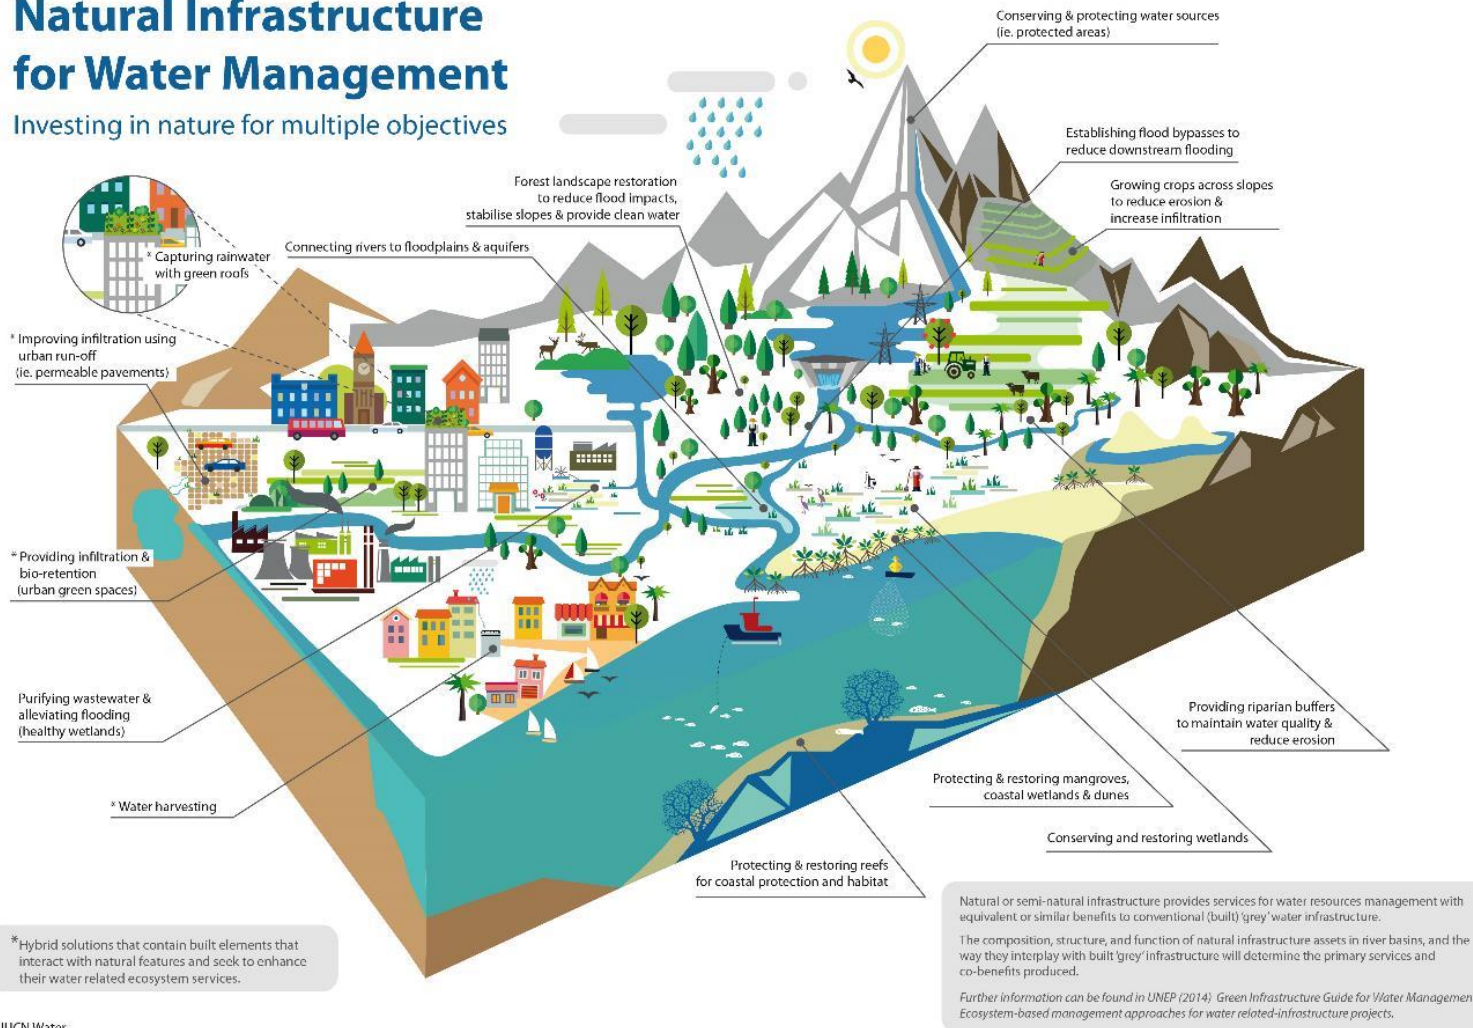 Natural Infrastructure
for Water Management
Investing in nature for multiple objectives
Conserving & protecting water sources
(ie. protected areas)
Establishing flood bypasses to
reduce downstream flooding
Growing crops across slopes
to reduce erosion &
increase infiltration
Forest landscape restoration
to reduce flood impacts,
stabilise slopes & provide clean water
Connecting rivers to floodplains & aquifers
* Capturing rainwater
with green roofs
* Improving infiltration using
urban run-off
(ie. permeable pavements)
* Providing infiltration &
bio-retention
(urban green spaces)
Purifying wastewater &
alleviating flooding
(healthy wetlands)
* Water harvesting
Providing riparian buffers
to maintain water quality &
reduce erosion
Protecting & restoring mangroves,
coastal wetlands & dunes
Conserving and restoring wetlands
Protecting & restoring reefs
for coastal protection and habitat
*Hybrid solutions that contain built elements that
interact with natural features and seek to enhance
their water related ecosystem services.
Natural or semi-natural infrastructure provides services for water resources management with
equivalent or similar benefits to conventional (built) 'grey' water infrastructure.
The composition, structure, and function of natural infrastructure assets in river basins, and the
way they interplay with built 'grey' infrastructure will determine the primary services and
co-benefits produced.
Further information can be found in UNEP (2014) Green Infrastructure Guide for Water Managemen
Ecosystem-based management approaches for water related-infrastructure projects.
IUCN Water